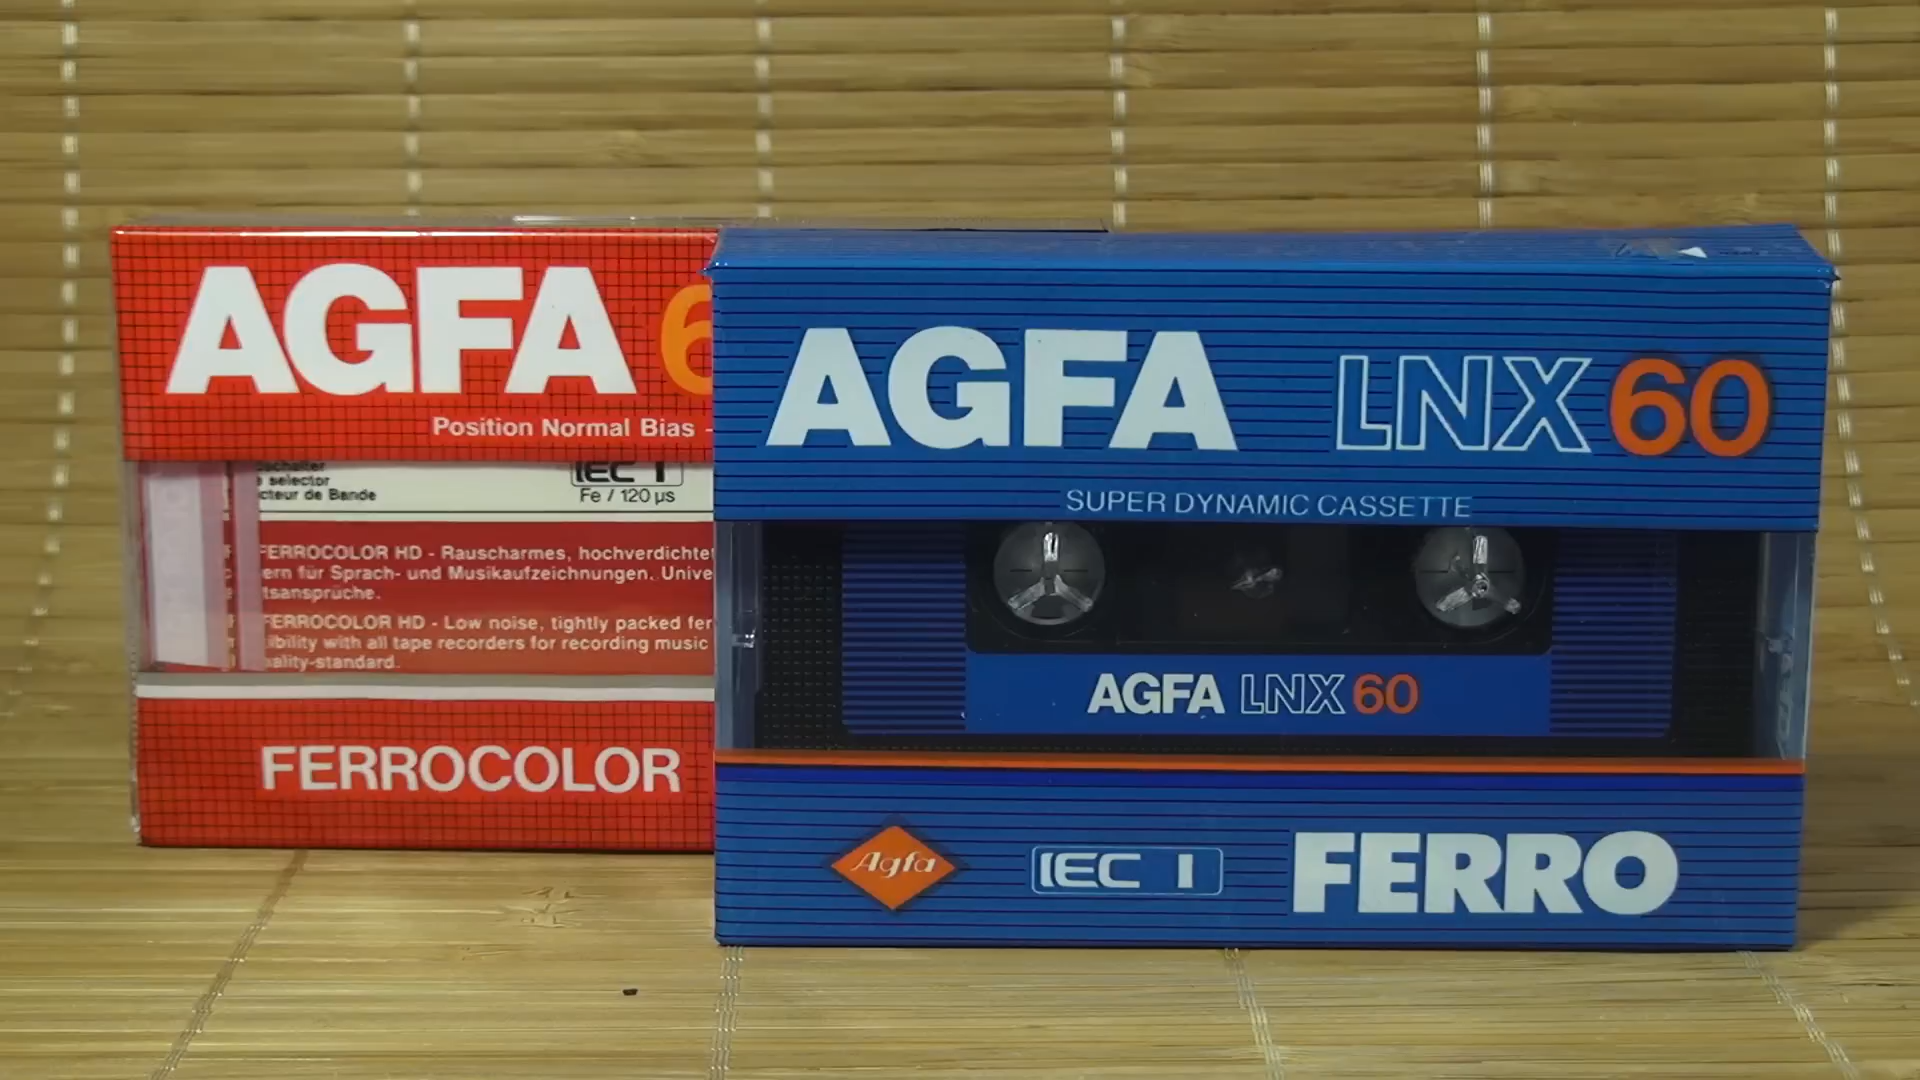 AGFA 6
Position Normal Bias -
selector
cteur de Bande
IEC I
Fe / 120 µs
FERROCOLOR HD - Rauscharmes, hochverdichtet
ern für Sprach- und Musikaufzeichnungen. Unive
tsansprüche.
FERROCOLOR HD - Low noise, tightly packed fer
ibility with all tape recorders for recording music
ality-standard.
FERROCOLOR
AGFA LNX 60
SUPER DYNAMIC CASSETTE
AGFA LNX 60
Agfa
IEC I
FERRO